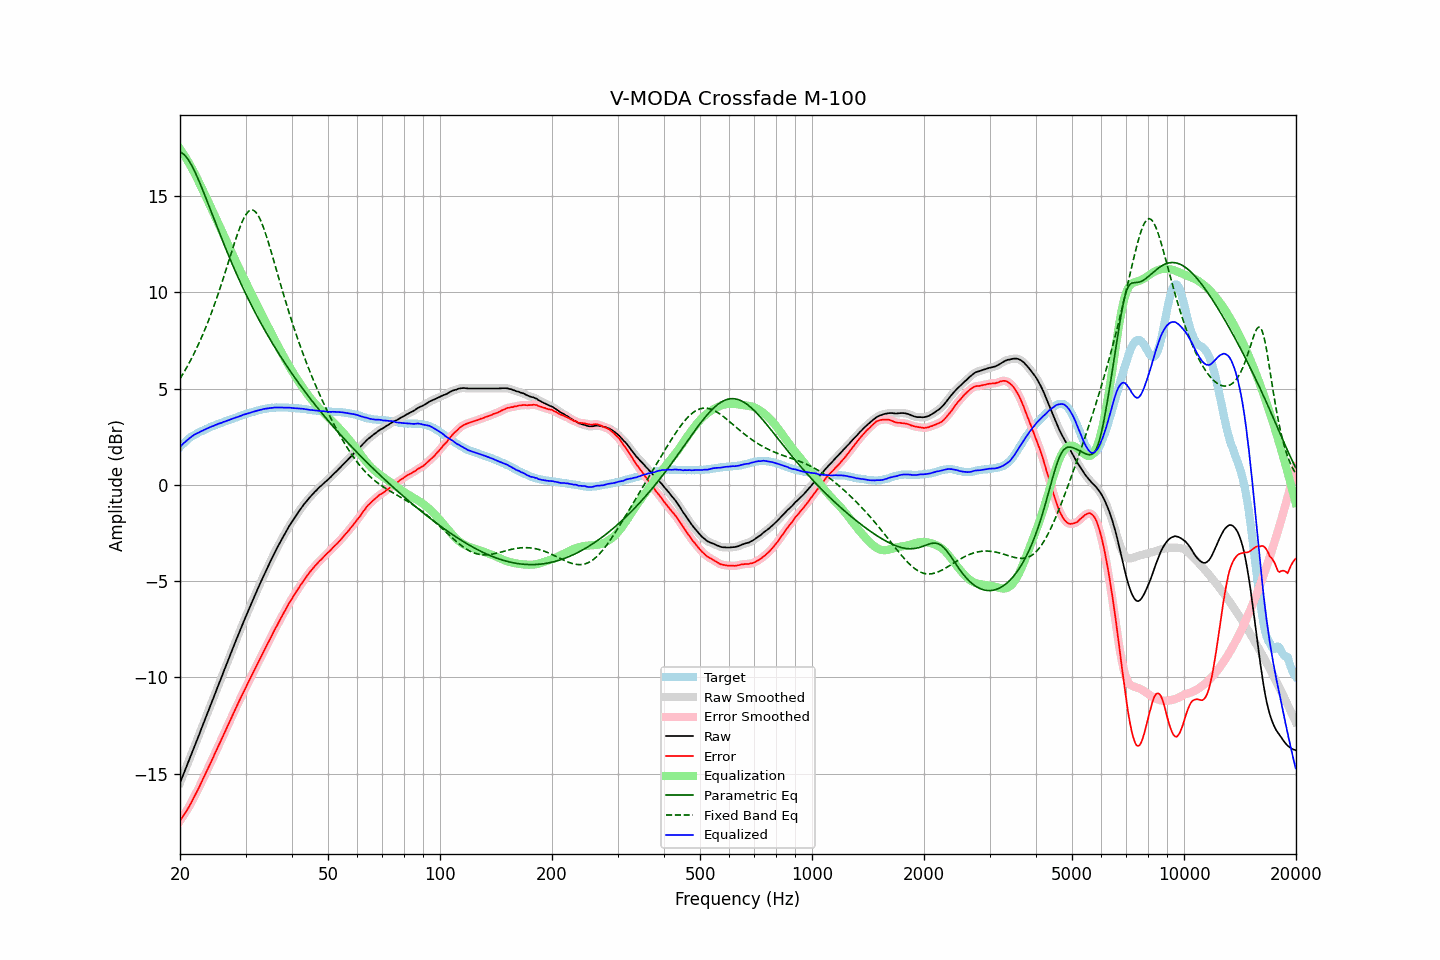 V-MODA Crossfade M-100
Amplitude (dBr)
15
10
5
0
−5
−10
−15
Target
Raw Smoothed
Error Smoothed
Raw
Error
Equalization
Parametric Eq
Fixed Band Eq
Equalized
20
50
100
200
500
1000
2000
5000
10000
20000
Frequency (Hz)